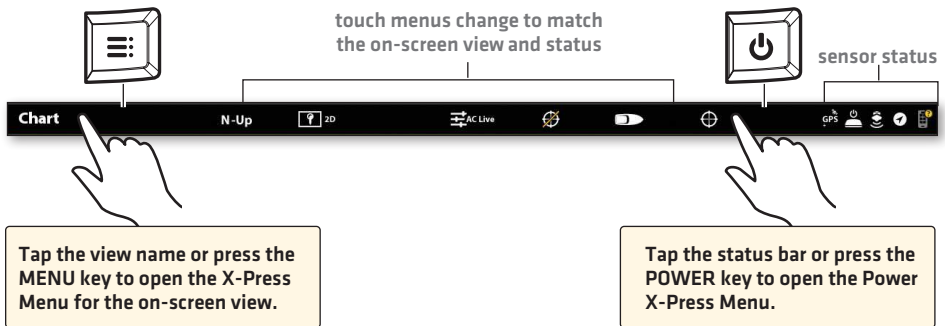 touch menus change to match
the on-screen view and status
sensor status
Chart N-Up 2D AC Live GPS
Tap the view name or press the
MENU key to open the X-Press
Menu for the on-screen view.
Tap the status bar or press the
POWER key to open the Power
X-Press Menu.